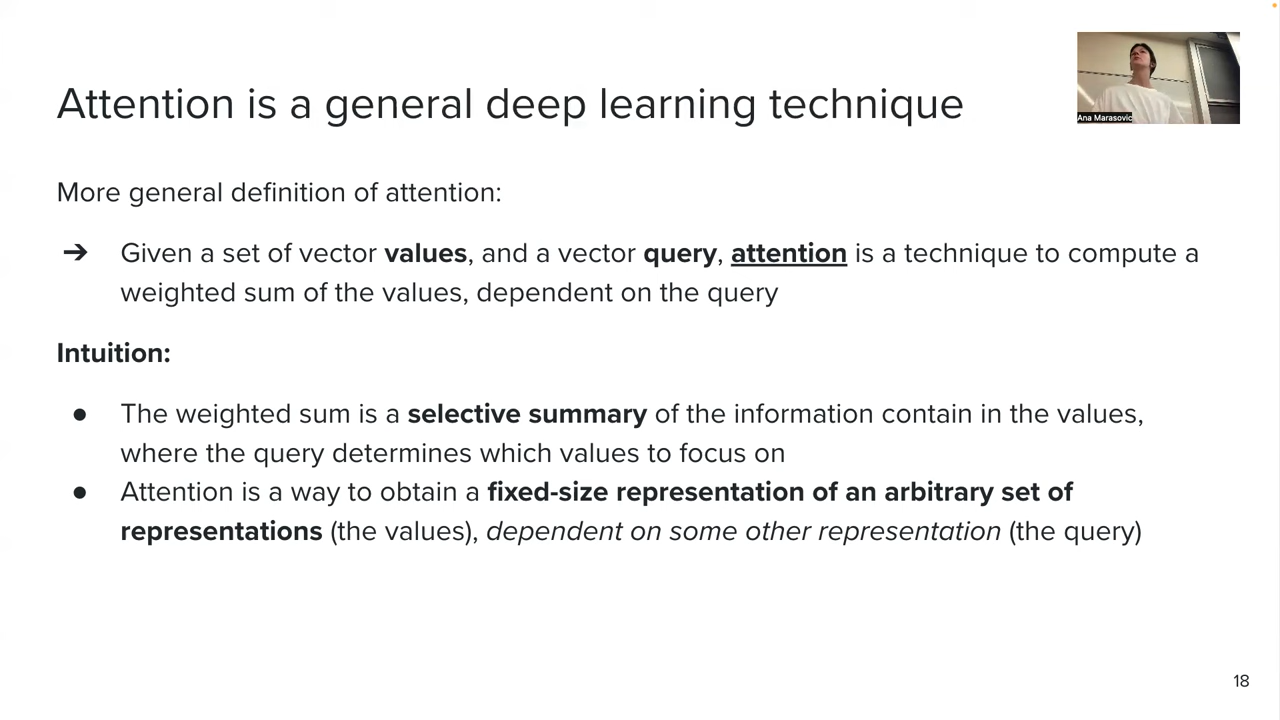 Attention is a general deep learning technique
Ana Marasovic
More general definition of attention:
➔ Given a set of vector values, and a vector query, attention is a technique to compute a
weighted sum of the values, dependent on the query
Intuition:
● The weighted sum is a selective summary of the information contain in the values,
where the query determines which values to focus on
● Attention is a way to obtain a fixed-size representation of an arbitrary set of
representations (the values), dependent on some other representation (the query)
18